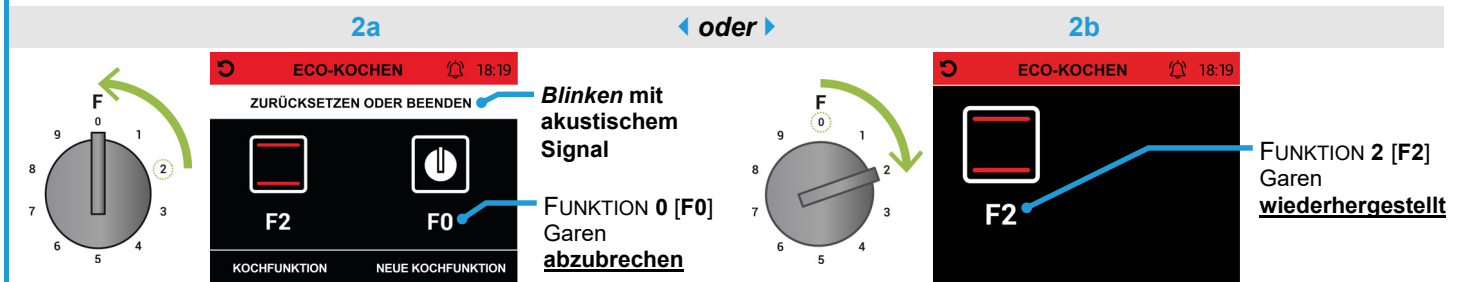 2a
oder
2b
F
0
1
2
3
4
5
6
7
8
9
ECO-KOCHEN 18:19
ZURÜCKSETZEN ODER BEENDEN
F2 F0
KOCHFUNKTION NEUE KOCHFUNKTION
Blinken mit
akustischem
Signal
FUNKTION 0 [F0]
Garen
abzubrechen
F
0
1
2
3
4
5
6
7
8
9
ECO-KOCHEN 18:19
F2
FUNKTION 2 [F2]
Garen
wiederhergestellt